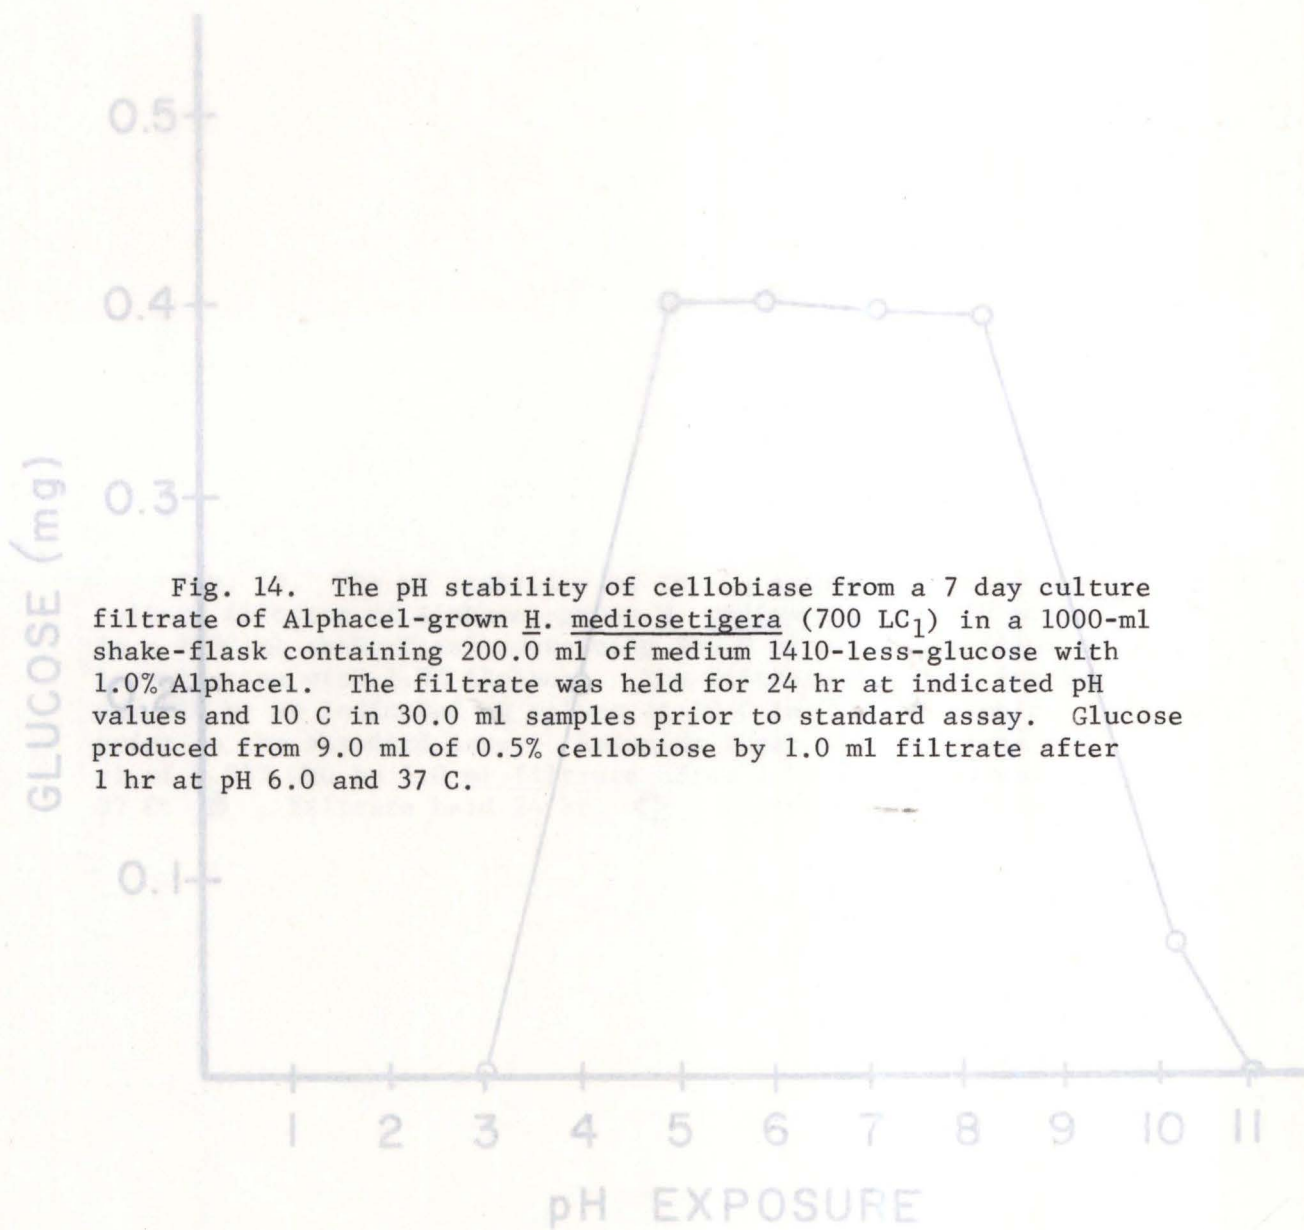 0.5
0.4
0.3
0.2
0.1
GLUCOSE (mg)
Fig. 14. The pH stability of cellobiase from a 7 day culture
filtrate of Alphacel-grown H. mediosetigera (700 LC1) in a 1000-ml
shake-flask containing 200.0 ml of medium 1410-less-glucose with
1.0% Alphacel. The filtrate was held for 24 hr at indicated pH
values and 10 C in 30.0 ml samples prior to standard assay. Glucose
produced from 9.0 ml of 0.5% cellobiose by 1.0 ml filtrate after
1 hr at pH 6.0 and 37 C.
1 2 3 4 5 6 7 8 9 10 11
pH EXPOSURE